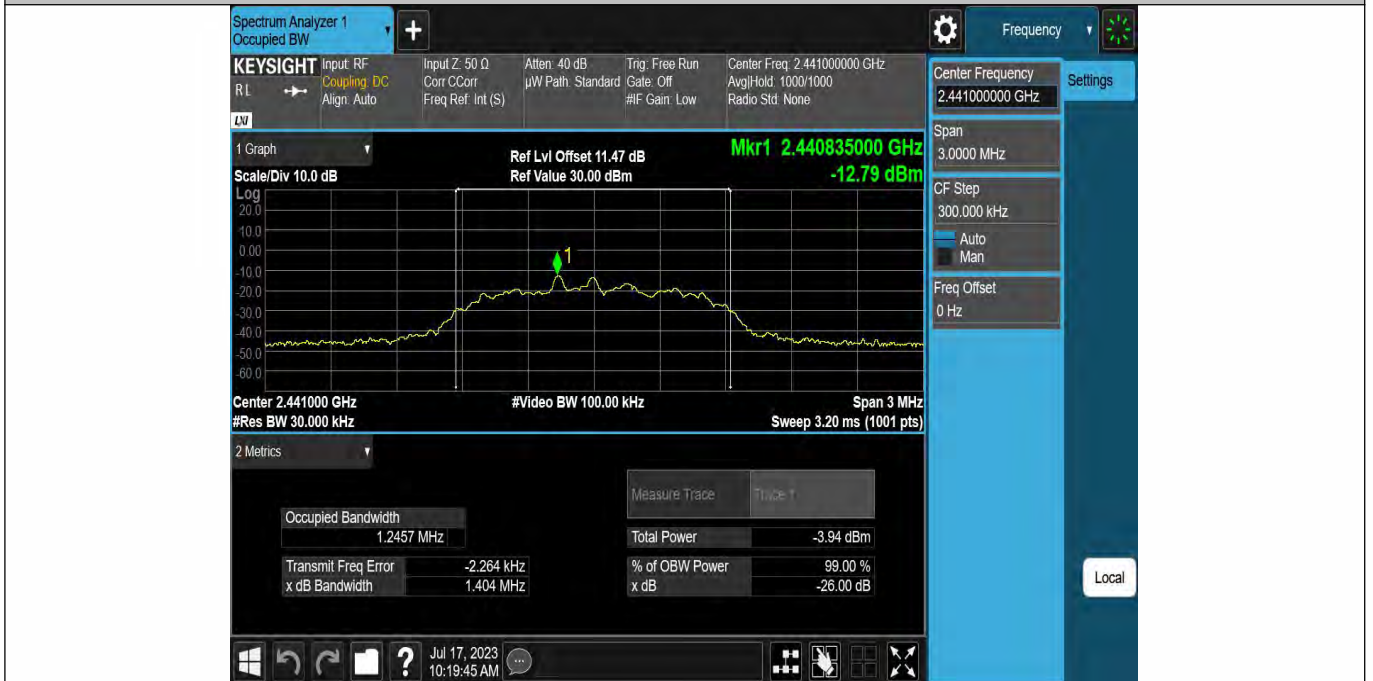 Spectrum Analyzer 1
Occupied BW
+
Frequency
KEYSIGHT
RL
LXI
Input: RF
Coupling: DC
Align: Auto
Input Z: 50 Ω
Corr CCorr
Freq Ref: Int (S)
Atten: 40 dB
µW Path: Standard
Trig: Free Run
Gate: Off
#IF Gain: Low
Center Freq: 2.441000000 GHz
Avg|Hold: 1000/1000
Radio Std: None
Center Frequency
2.441000000 GHz
Settings
Span
3.0000 MHz
CF Step
300.000 kHz
Auto
Man
Freq Offset
0 Hz
Local
1 Graph
Scale/Div 10.0 dB
Ref Lvl Offset 11.47 dB
Ref Value 30.00 dBm
Mkr1 2.440835000 GHz
-12.79 dBm
Log
20.0
10.0
0.00
-10.0
-20.0
-30.0
-40.0
-50.0
-60.0
1
Center 2.441000 GHz
#Res BW 30.000 kHz
#Video BW 100.00 kHz
Span 3 MHz
Sweep 3.20 ms (1001 pts)
2 Metrics
Measure Trace
Trace 1
Occupied Bandwidth
1.2457 MHz
Total Power
-3.94 dBm
Transmit Freq Error
-2.264 kHz
% of OBW Power
99.00 %
x dB Bandwidth
1.404 MHz
x dB
-26.00 dB
?
Jul 17, 2023
10:19:45 AM